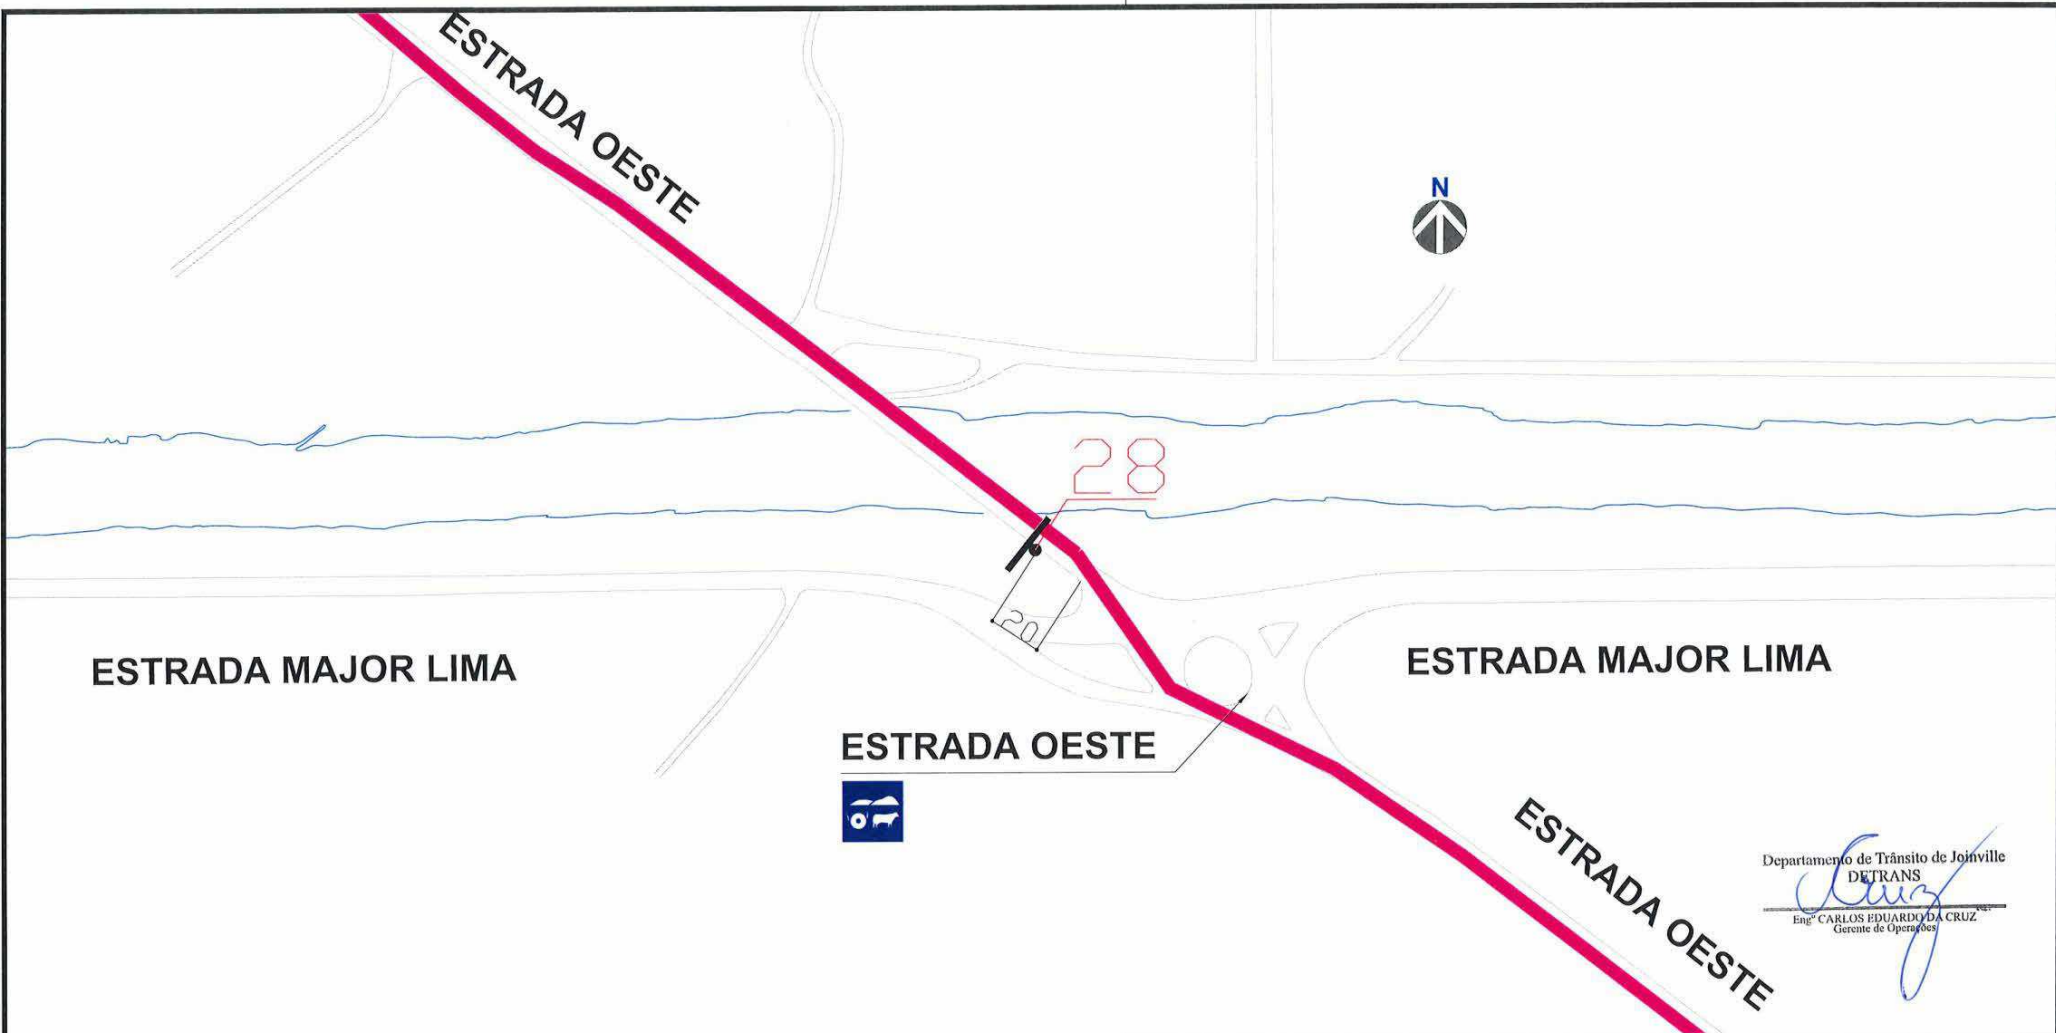 ESTRADA OESTE
N
28
20
ESTRADA MAJOR LIMA
ESTRADA MAJOR LIMA
ESTRADA OESTE
ESTRADA OESTE
Departamento de Trânsito de Joinville
DETRANS
Cruz
Engº CARLOS EDUARDO DA CRUZ
Gerente de Operações